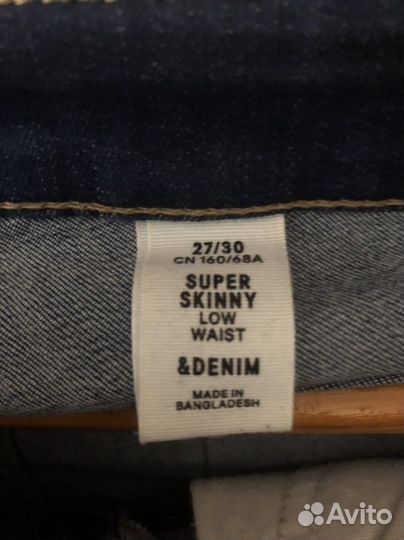 27/30
CN 160/68A
SUPER
SKINNY
LOW
WAIST
&DENIM
MADE IN
BANGLADESH
Avito